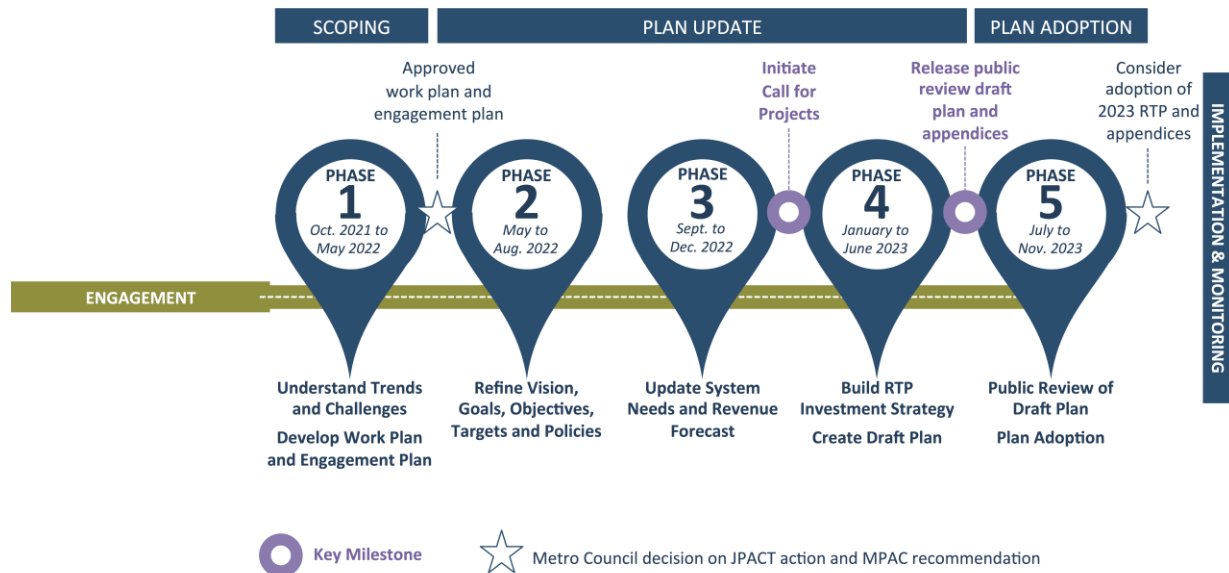 SCOPING
PLAN UPDATE
PLAN ADOPTION
Approved
work plan and
engagement plan
Initiate
Call for
Projects
Release public
review draft
plan and
appendices
Consider
adoption of
2023 RTP and
appendices
PHASE
1
Oct. 2021 to
May 2022
PHASE
2
May to
Aug. 2022
PHASE
3
Sept. to
Dec. 2022
PHASE
4
January to
June 2023
PHASE
5
July to
Nov. 2023
IMPLEMENTATION & MONITORING
ENGAGEMENT
Understand Trends
and Challenges
Develop Work Plan
and Engagement Plan
Refine Vision,
Goals, Objectives,
Targets and Policies
Update System
Needs and Revenue
Forecast
Build RTP
Investment Strategy
Create Draft Plan
Public Review of
Draft Plan
Plan Adoption
Key Milestone
Metro Council decision on JPACT action and MPAC recommendation